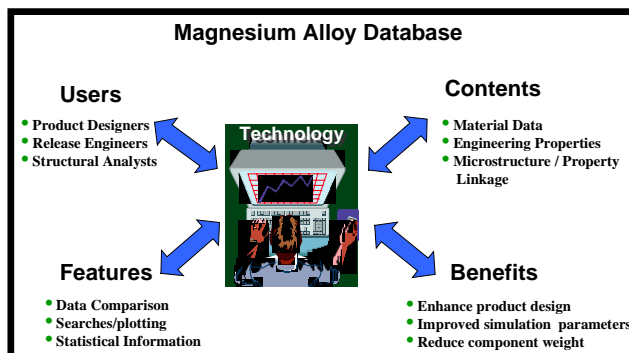 Magnesium Alloy Database
Users
• Product Designers
• Release Engineers
• Structural Analysts
Contents
• Material Data
• Engineering Properties
• Microstructure / Property
Linkage
Technology
Features
• Data Comparison
• Searches/plotting
• Statistical Information
Benefits
• Enhance product design
• Improved simulation parameters
• Reduce component weight